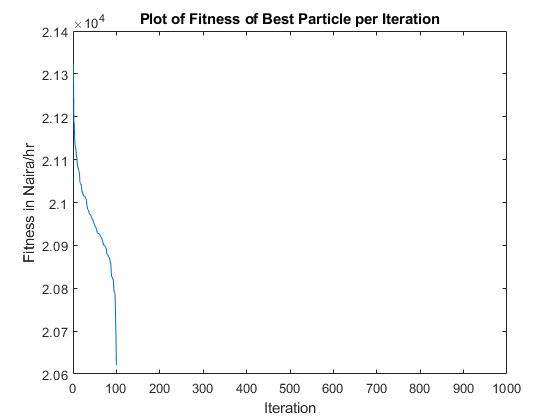 Plot of Fitness of Best Particle per Iteration
×10⁴
2.14
2.13
2.12
2.11
2.1
2.09
2.08
2.07
2.06
Fitness in Naira/hr
0 100 200 300 400 500 600 700 800 900 1000
Iteration